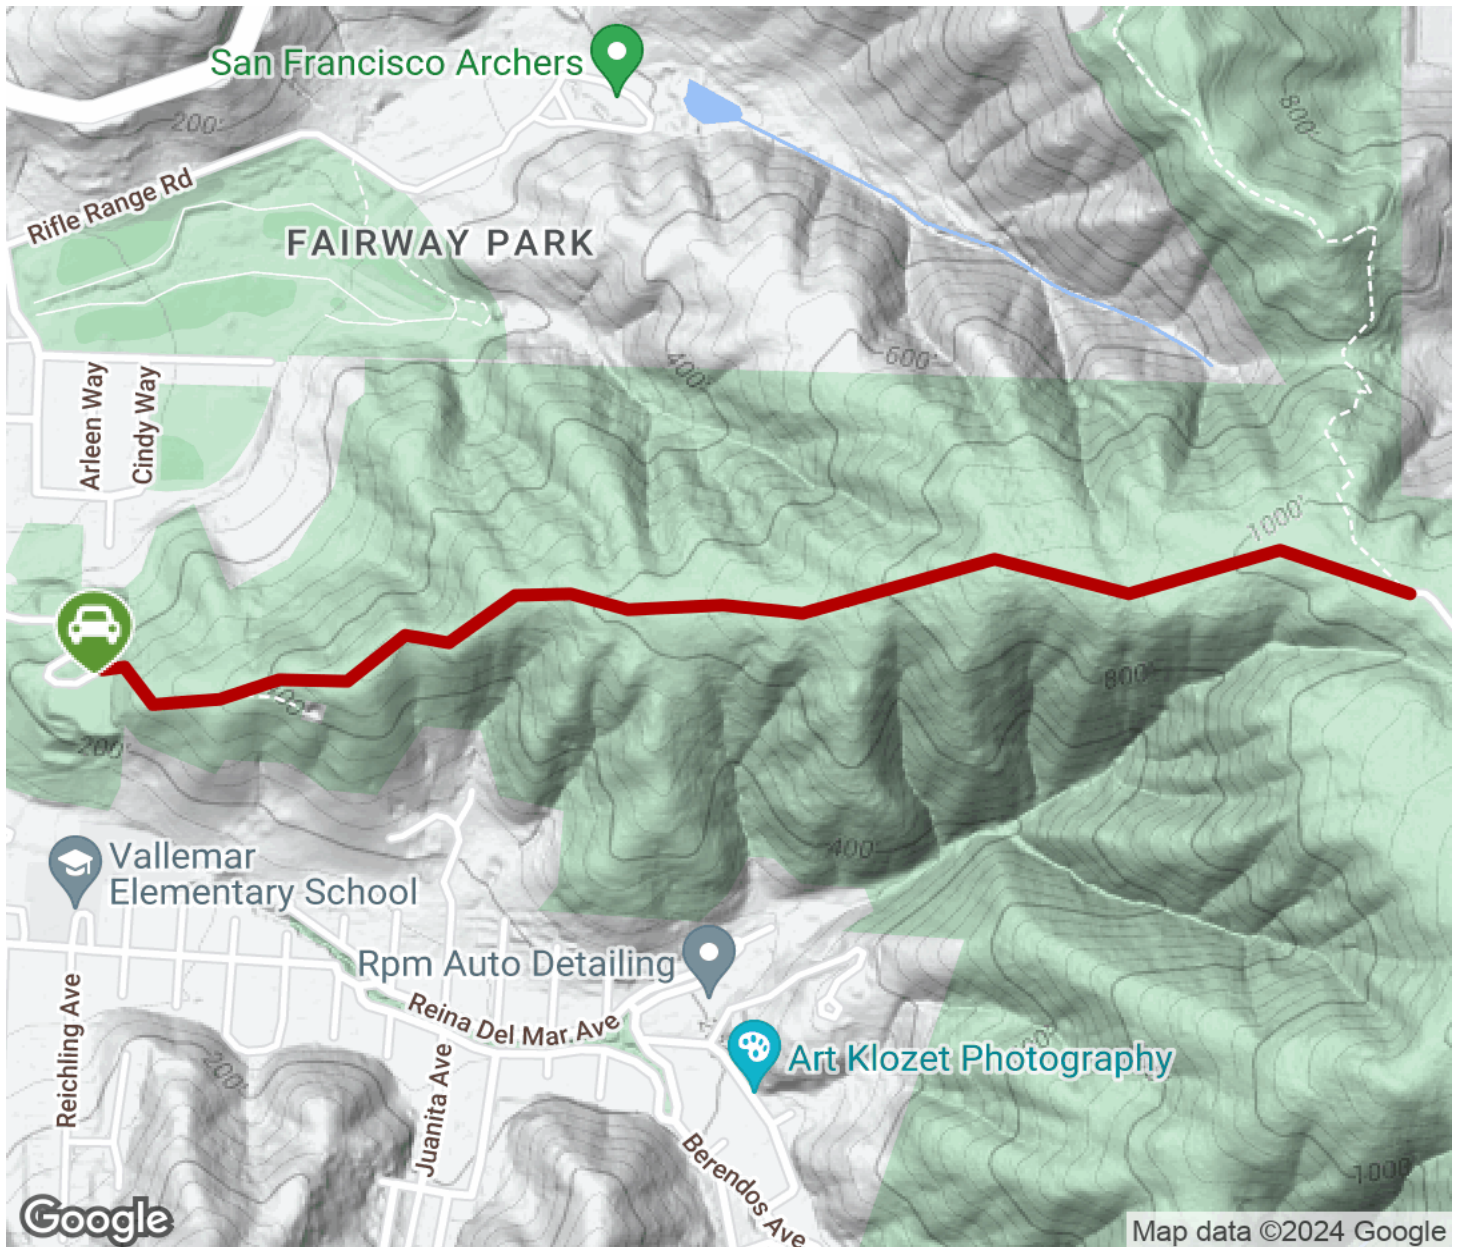 San Francisco Archers
200'
800'
Rifle Range Rd
FAIRWAY PARK
600'
400'
Arleen Way
Cindy Way
1000'
800'
200'
400
Vallemar
Elementary School
Rpm Auto Detailing
Reina Del Mar Ave
Reichling Ave
Juanita Ave
200'
Art Klozet Photography
Berendos Ave
1000'
Google
Map data ©2024 Google